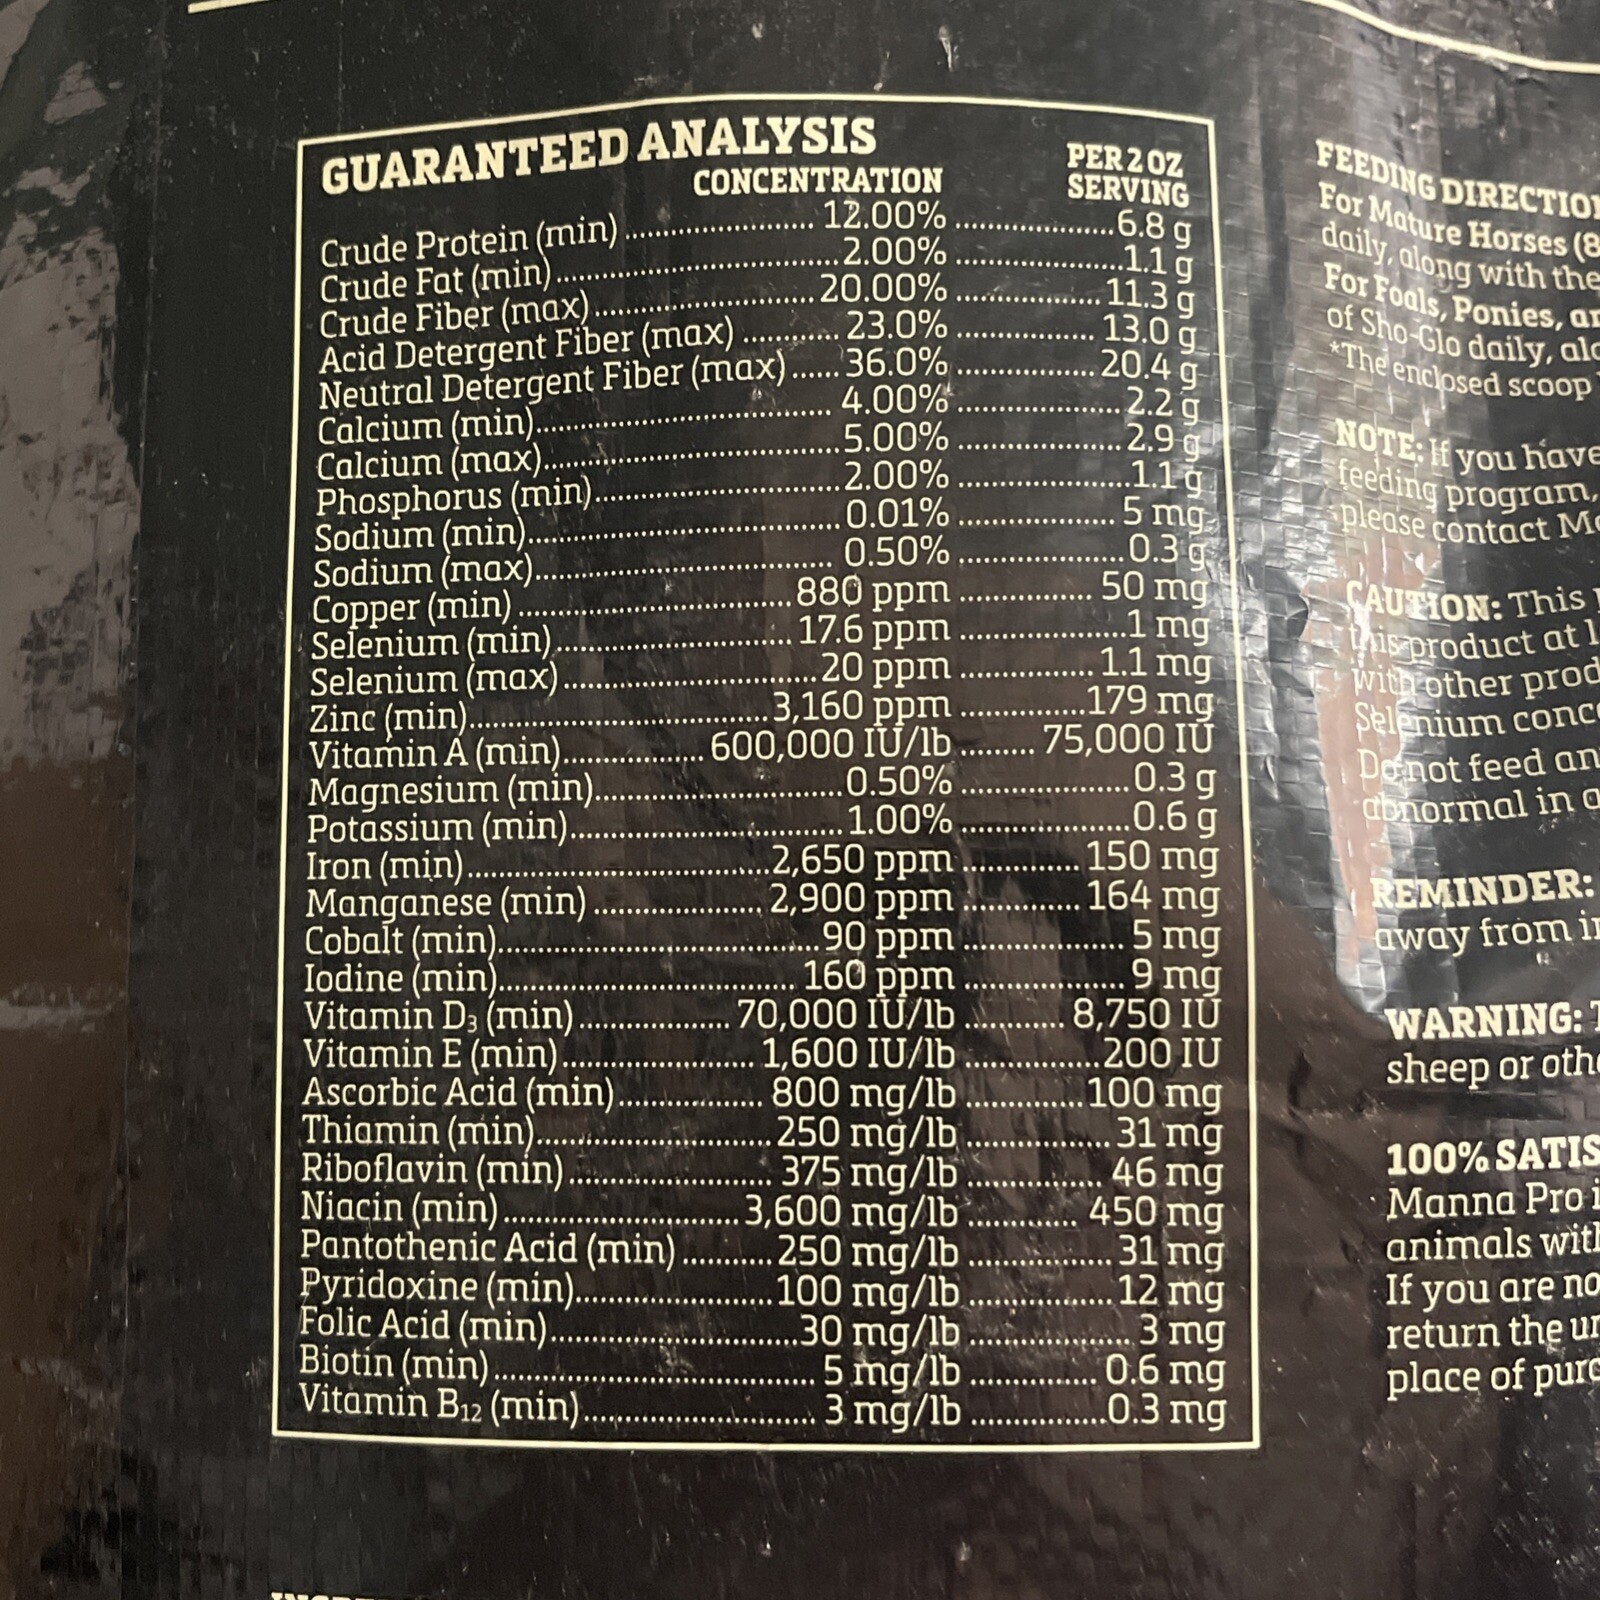 GUARANTEED ANALYSIS
CONCENTRATION PER 2 OZ SERVING
Crude Protein (min) 12.00% 6.8 g
Crude Fat (min) 2.00% 1.1 g
Crude Fiber (max) 20.00% 11.3 g
Acid Detergent Fiber (max) 23.0% 13.0 g
Neutral Detergent Fiber (max) 36.0% 20.4 g
Calcium (min) 4.00% 2.2 g
Calcium (max) 5.00% 2.9 g
Phosphorus (min) 2.00% 1.1 g
Sodium (min) 0.01% 5 mg
Sodium (max) 0.50% 0.3 g
Copper (min) 880 ppm 50 mg
Selenium (min) 17.6 ppm 1 mg
Selenium (max) 20 ppm 1.1 mg
Zinc (min) 3,160 ppm 179 mg
Vitamin A (min) 600,000 IU/lb 75,000 IU
Magnesium (min) 0.50% 0.3 g
Potassium (min) 1.00% 0.6 g
Iron (min) 2,650 ppm 150 mg
Manganese (min) 2,900 ppm 164 mg
Cobalt (min) 90 ppm 5 mg
Iodine (min) 160 ppm 9 mg
Vitamin D3 (min) 70,000 IU/lb 8,750 IU
Vitamin E (min) 1,600 IU/lb 200 IU
Ascorbic Acid (min) 800 mg/lb 100 mg
Thiamin (min) 250 mg/lb 31 mg
Riboflavin (min) 375 mg/lb 46 mg
Niacin (min) 3,600 mg/lb 450 mg
Pantothenic Acid (min) 250 mg/lb 31 mg
Pyridoxine (min) 100 mg/lb 12 mg
Folic Acid (min) 30 mg/lb 3 mg
Biotin (min) 5 mg/lb 0.6 mg
Vitamin B12 (min) 3 mg/lb 0.3 mg
FEEDING
For Mature Horses (8
daily, along with the
For Foals, Ponies,
of Sho-Glo daily,
*The enclosed scoop
NOTE: If you have
feeding program,
please contact
CAUTION: This
this product at
with other
Selenium
Do not feed
abnormal in
REMINDER:
away from
WARNING:
sheep or
100%
Manna Pro
animals
If you are
return the
place of